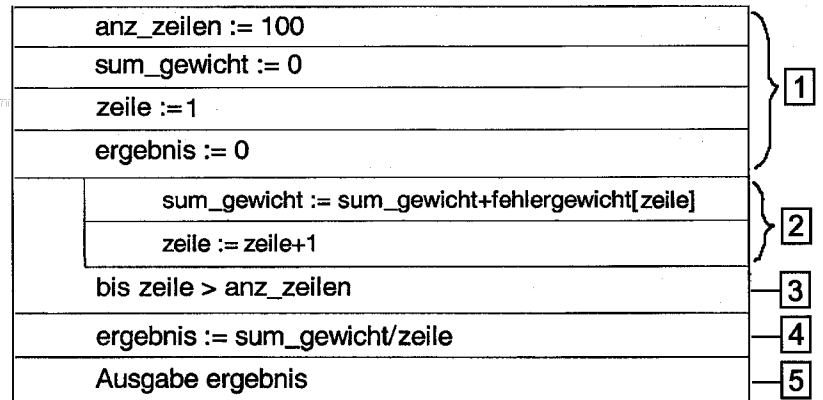 anz_zeilen := 100
sum_gewicht := 0
zeile :=1
ergebnis := 0
1
sum_gewicht := sum_gewicht+fehlergewicht[zeile]
zeile := zeile+1
2
bis zeile > anz_zeilen
3
ergebnis := sum_gewicht/zeile
4
Ausgabe ergebnis
5